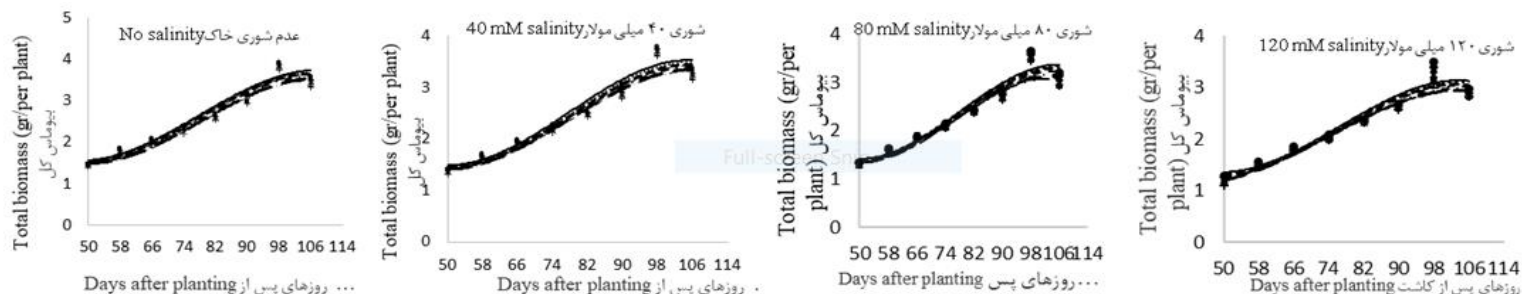 عدم شوری خاک No salinity
5
4
3
2
1
0
50 58 66 74 82 90 98 106 114
Total biomass (gr/per plant)
بیوماس کل
Days after planting روزهای پس از ...
40 mM salinity شوری ۴۰ میلی مولار
4
3
2
1
0
50 58 66 74 82 90 98 106 114
Total biomass (gr/per plant)
بیوماس کل
Days after planting روزهای پس از .
80 mM salinity شوری ۸۰ میلی مولار
4
3
2
1
0
50 58 66 74 82 90 98 106 114
Total biomass (gr/per
plant) بیوماس کل
Days after planting روزهای پس ...
120 mM salinity شوری ۱۲۰ میلی مولار
4
3
2
1
0
50 58 66 74 82 90 98 106 114
Total biomass (gr/per
plant) بیوماس کل
Days after planting روزهای پس از کاشت
Full-screen